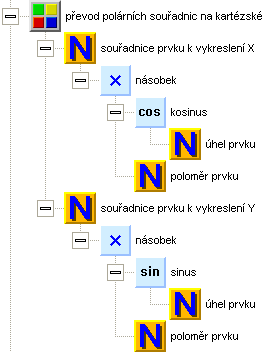 převod polárních souřadnic na kartézské
N souřadnice prvku k vykreslení X
× násobek
cos kosinus
N úhel prvku
N poloměr prvku
N souřadnice prvku k vykreslení Y
× násobek
sin sinus
N úhel prvku
N poloměr prvku